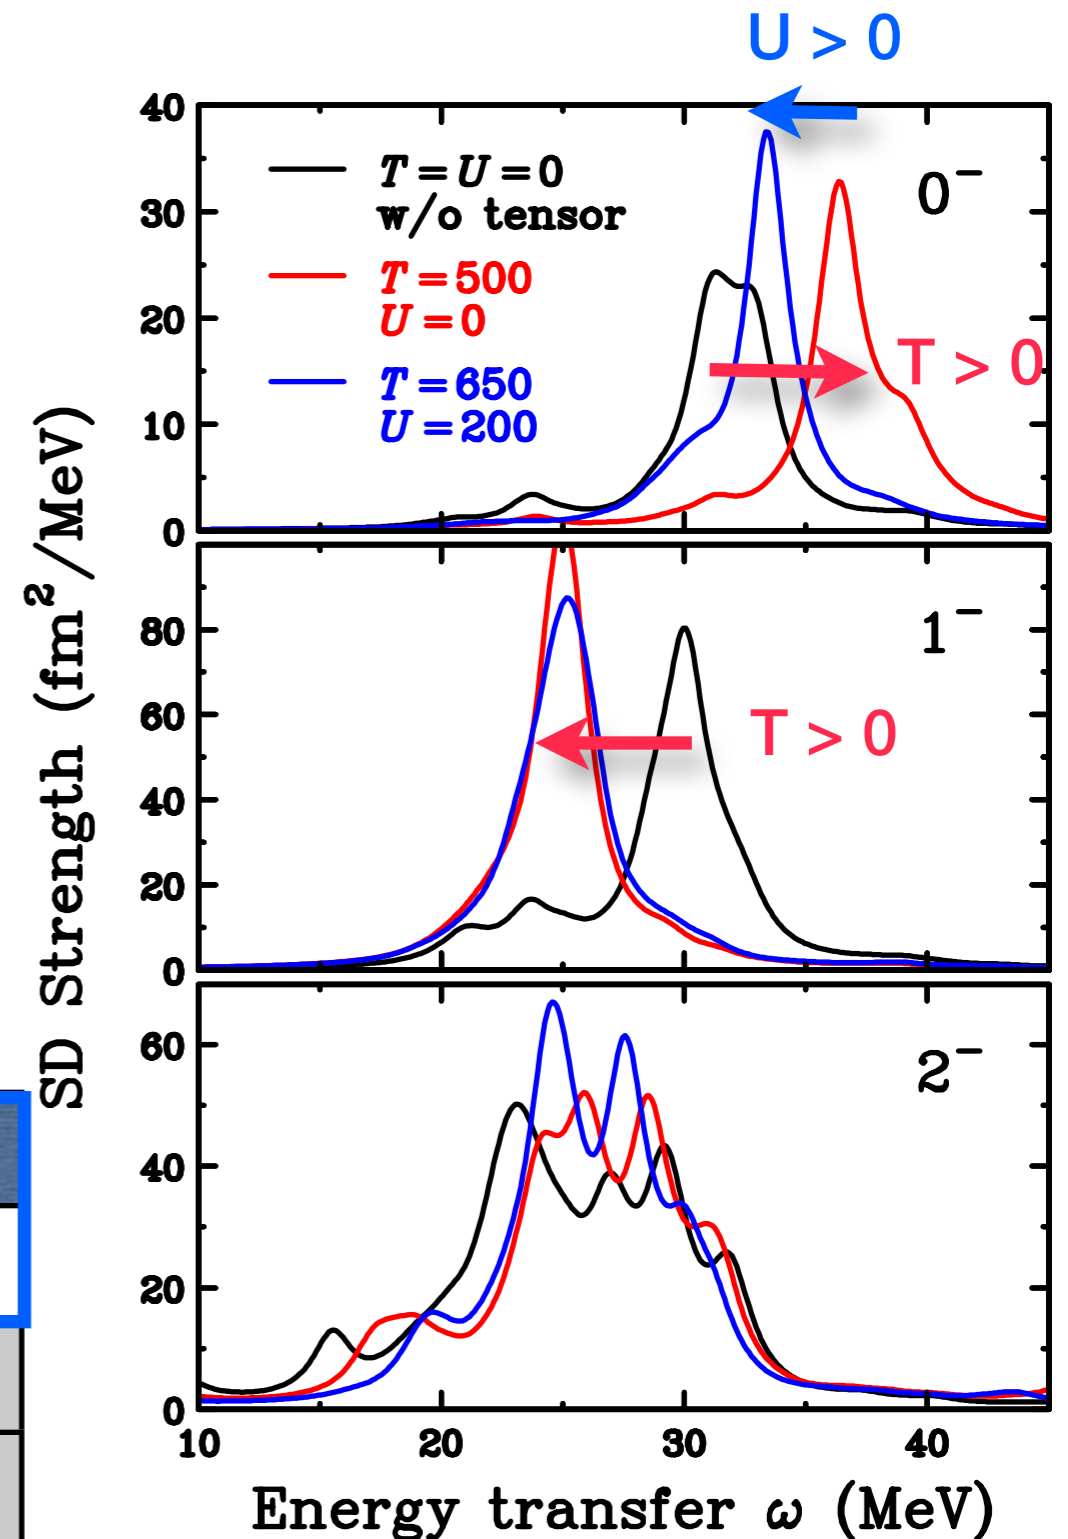 U > 0
40
30
20
10
0
T=U=0
w/o tensor
T=500
U=0
T=650
U=200
0⁻
T > 0
80
60
40
20
0
1⁻
T > 0
60
40
20
0
2⁻
10 20 30 40
SD Strength (fm²/MeV)
Energy transfer ω (MeV)